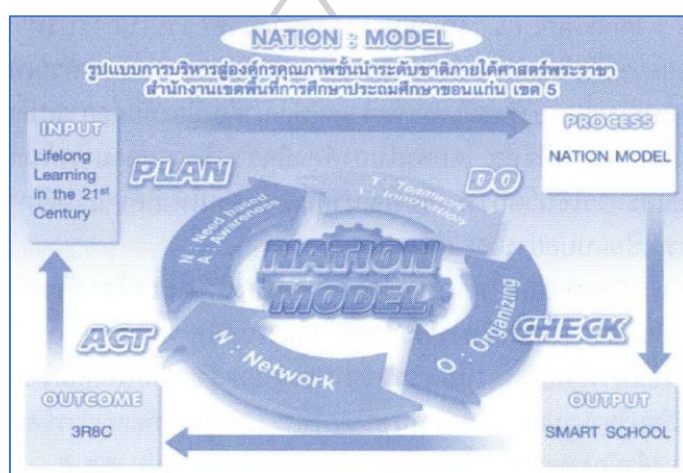 NATION : MODEL
รูปแบบการบริหารสู่องค์กรคุณภาพชั้นนำระดับชาติภายใต้ศาสตร์พระราชา
สำนักงานเขตพื้นที่การศึกษาประถมศึกษาขอนแก่น เขต 5
INPUT
Lifelong
Learning
in the 21st
Century
PROCESS
NATION MODEL
PLAN
DO
N : Need based
A : Awareness
T : Teamwork
I : Innovation
NATION
MODEL
O : Organizing
CHECK
ACT
N : Network
OUTCOME
3R8C
OUTPUT
SMART SCHOOL